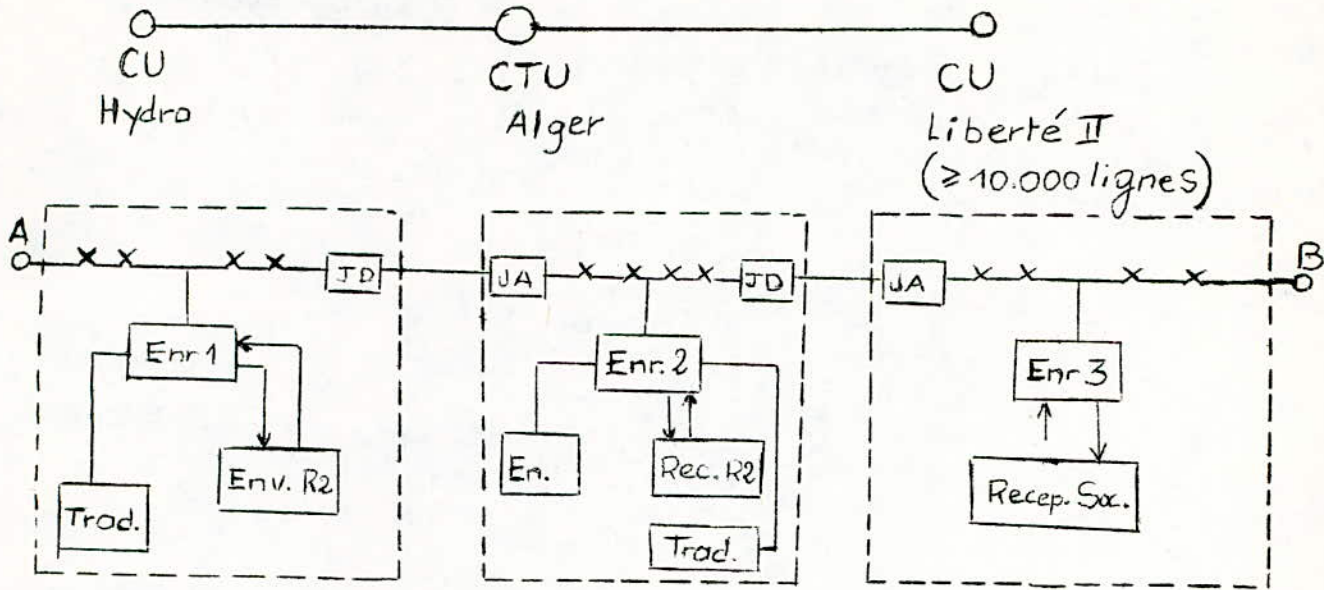 CU
Hydro
CTU
Alger
CU
Liberté II
(≥10.000 lignes)
A
x x x x
JD
JA
x x x x
JD
JA
x x x x
B
Enr 1
Enr. 2
Enr 3
Trad.
Env. R2
En.
Rec. R2
Trad.
Recep. Soc.